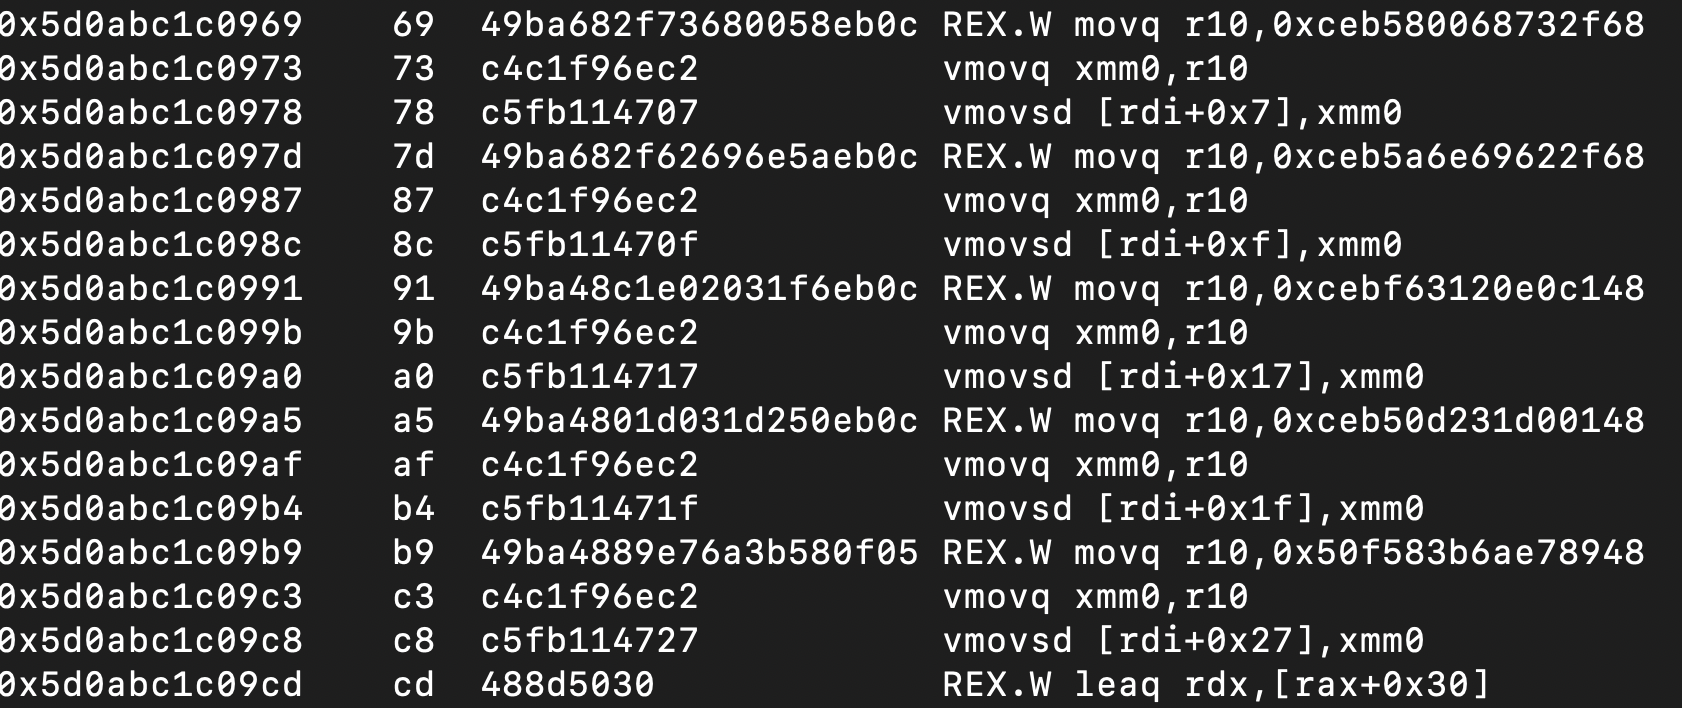 0x5d0abc1c0969 69 49ba682f73680058eb0c REX.W movq r10,0xceb580068732f68
0x5d0abc1c0973 73 c4c1f96ec2 vmovq xmm0,r10
0x5d0abc1c0978 78 c5fb114707 vmovsd [rdi+0x7],xmm0
0x5d0abc1c097d 7d 49ba682f62696e5aeb0c REX.W movq r10,0xceb5a6e69622f68
0x5d0abc1c0987 87 c4c1f96ec2 vmovq xmm0,r10
0x5d0abc1c098c 8c c5fb11470f vmovsd [rdi+0xf],xmm0
0x5d0abc1c0991 91 49ba48c1e02031f6eb0c REX.W movq r10,0xcebf63120e0c148
0x5d0abc1c099b 9b c4c1f96ec2 vmovq xmm0,r10
0x5d0abc1c09a0 a0 c5fb114717 vmovsd [rdi+0x17],xmm0
0x5d0abc1c09a5 a5 49ba4801d031d250eb0c REX.W movq r10,0xceb50d231d00148
0x5d0abc1c09af af c4c1f96ec2 vmovq xmm0,r10
0x5d0abc1c09b4 b4 c5fb11471f vmovsd [rdi+0x1f],xmm0
0x5d0abc1c09b9 b9 49ba4889e76a3b580f05 REX.W movq r10,0x50f583b6ae78948
0x5d0abc1c09c3 c3 c4c1f96ec2 vmovq xmm0,r10
0x5d0abc1c09c8 c8 c5fb114727 vmovsd [rdi+0x27],xmm0
0x5d0abc1c09cd cd 488d5030 REX.W leaq rdx,[rax+0x30]